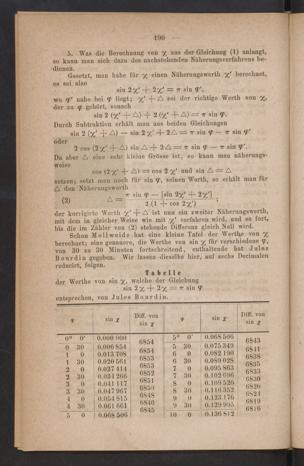 190
5. Was die Berechnung von χ aus der Gleichung (1) anlangt,
so kann man sich dazu des nachstehenden Näherungsverfahrens be-
dienen.
Gesetzt, man habe für χ einen Näherungswerth χ′ berechnet,
es sei also
sin 2χ′ + 2χ′ = π sin φ′,
wo φ′ nahe bei φ liegt; χ′ + △ sei der richtige Werth von χ,
der zu φ gehört, sonach
sin 2 (χ′ + △) + 2 (χ′ + △) = π sin φ.
Durch Subtraktion erhält man aus beiden Gleichungen
sin 2 (χ′ + △) − sin 2χ′ + 2△ = π sin φ − π sin φ′
oder
2 cos (2χ′ + △) sin △ + 2△ = π sin φ − π sin φ′.
Da aber △ eine sehr kleine Grösse ist, so kann man näherungs-
weise
cos (2χ′ + △) = cos 2χ′ und sin △ = △
setzen; setzt man noch für sin φ′ seinen Werth, so erhält man für
△ den Näherungswerth
(2) △ = π sin φ − [sin 2χ′ + 2χ′] / 2 (1 + cos 2χ′) ;
der korrigirte Werth χ′ + △ ist nun ein zweiter Näherungswerth,
mit dem in gleicher Weise wie mit χ′ verfahren wird, und so fort,
bis die im Zähler von (2) stehende Differenz gleich Null wird.
Schon Mollweide hat eine kleine Tafel der Werthe von χ
berechnet; eine genauere, die Werthe von sin χ für verschiedene φ,
von 30 zu 30 Minuten fortschreitend, enthaltende hat Jules
Bourdin gegeben. Wir lassen dieselbe hier, auf sechs Decimalen
reducirt, folgen.
Tabelle
der Werthe von sin χ, welche der Gleichung
sin 2χ + 2χ = π sin φ
entsprechen, von Jules Bourdin.
φ sin χ Diff. von sin χ φ sin χ Diff. von sin χ
0° 0′ 0.000 000 5° 0′ 0.068 506
6854 6843
0 30 0.006 854 5 30 0.075 349
6854 6841
1 0 0.013 708 6 0 0.082 190
6853 6838
1 30 0.020 561 6 30 0.089 028
6853 6835
2 0 0.027 414 7 0 0.095 863
6852 6833
2 30 0.034 266 7 30 0.102 696
6851 6830
3 0 0.041 117 8 0 0.109 526
6850 6826
3 30 0.047 967 8 30 0.116 352
6848 6824
4 0 0.054 815 9 0 0.123 176
6846 6819
4 30 0.061 661 9 30 0.129 995
6845 6816
5 0 0.068 506 10 0 0.136 812